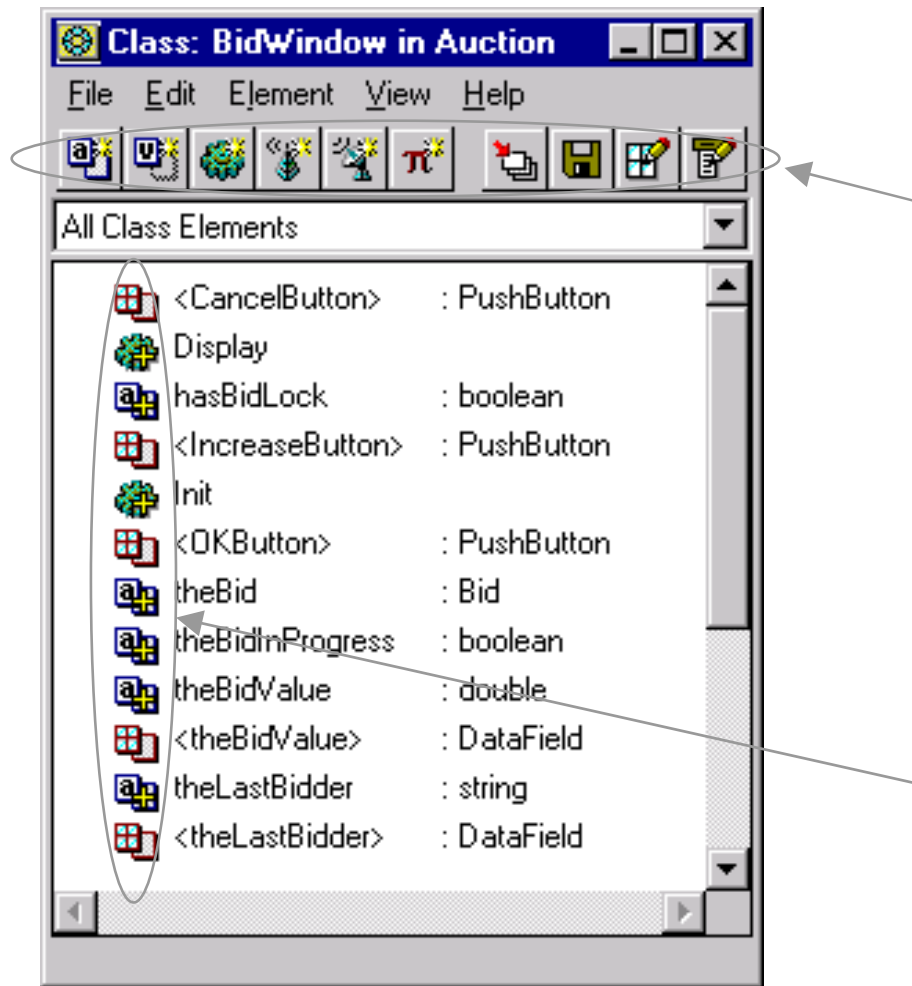 Class: BidWindow in Auction
File Edit Element View Help
a V π
All Class Elements
<CancelButton> : PushButton
Display
a hasBidLock : boolean
<IncreaseButton> : PushButton
Init
<OKButton> : PushButton
a theBid : Bid
a theBidInProgress : boolean
a theBidValue : double
<theBidValue> : DataField
a theLastBidder : string
<theLastBidder> : DataField